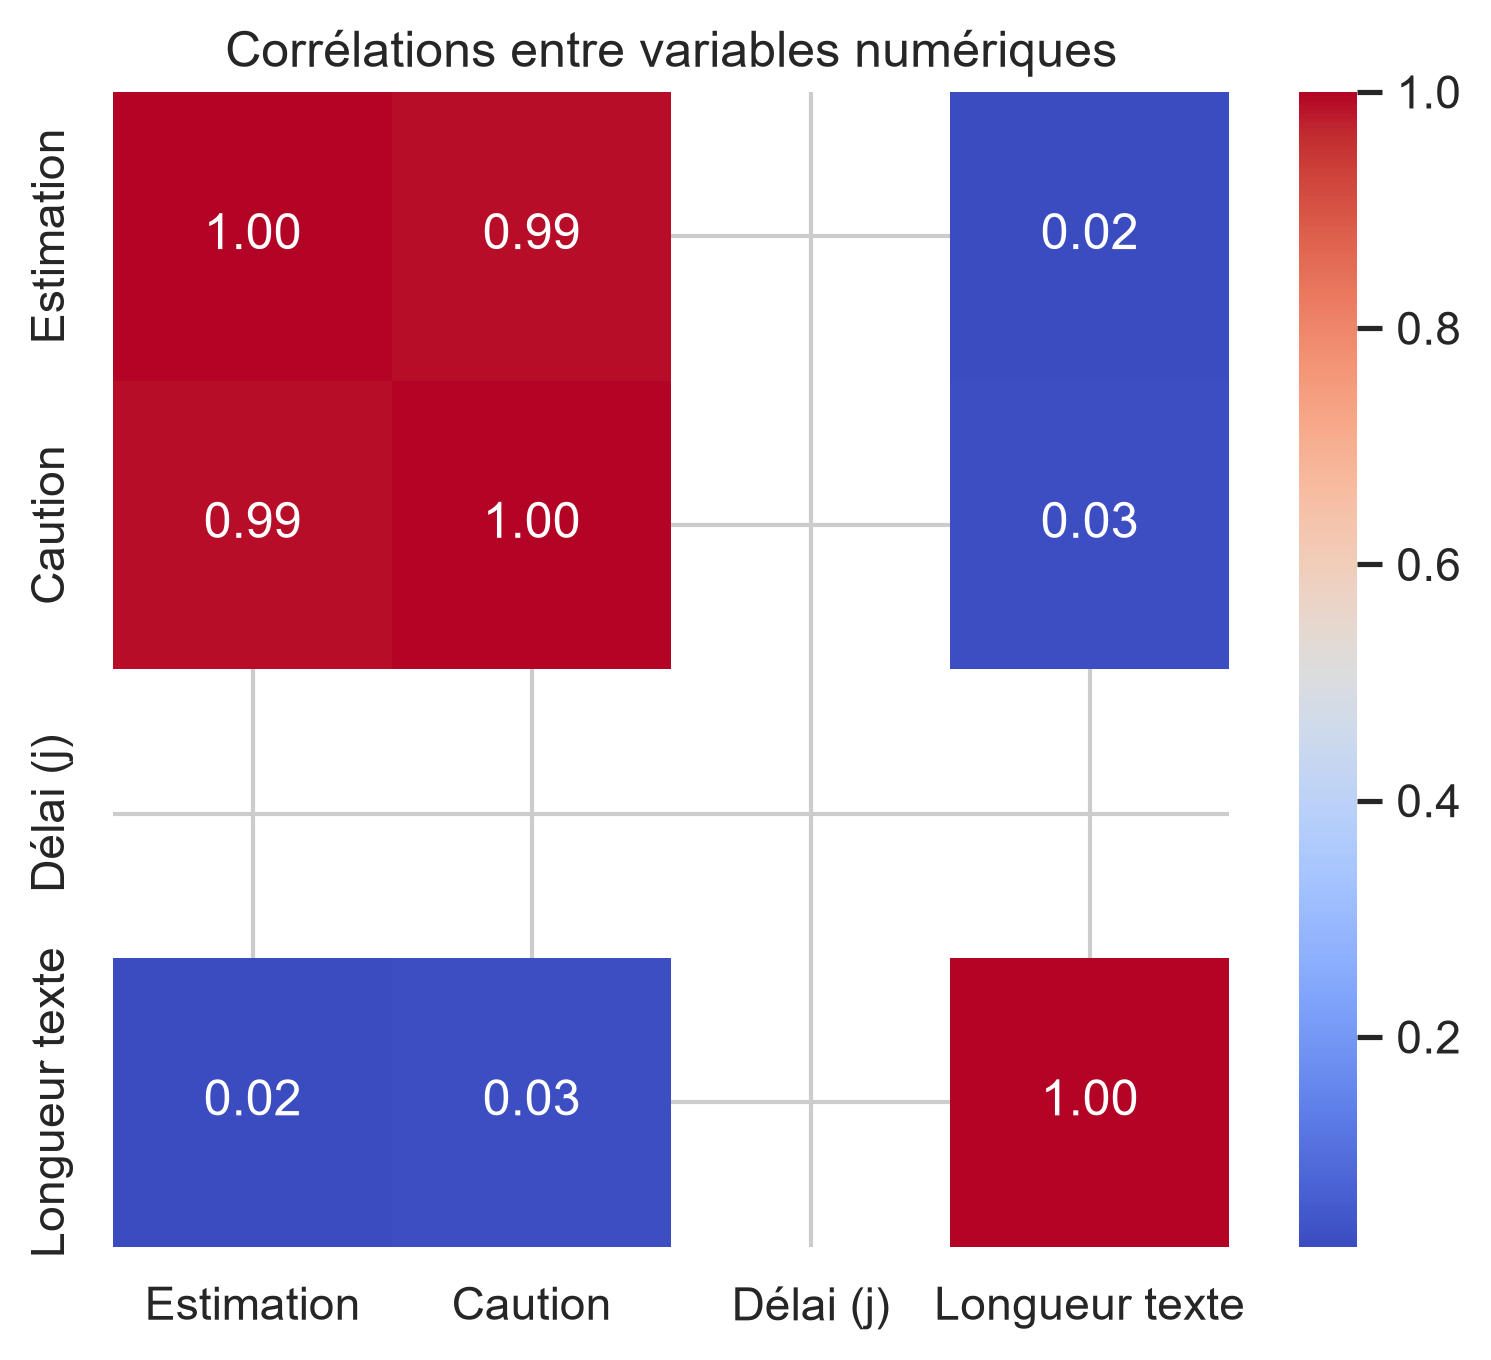 Corrélations entre variables numériques
Estimation
1.00
0.99
0.02
Caution
0.99
1.00
0.03
Délai (j)
Longueur texte
0.02
0.03
1.00
Estimation
Caution
Délai (j)
Longueur texte
1.0
0.8
0.6
0.4
0.2